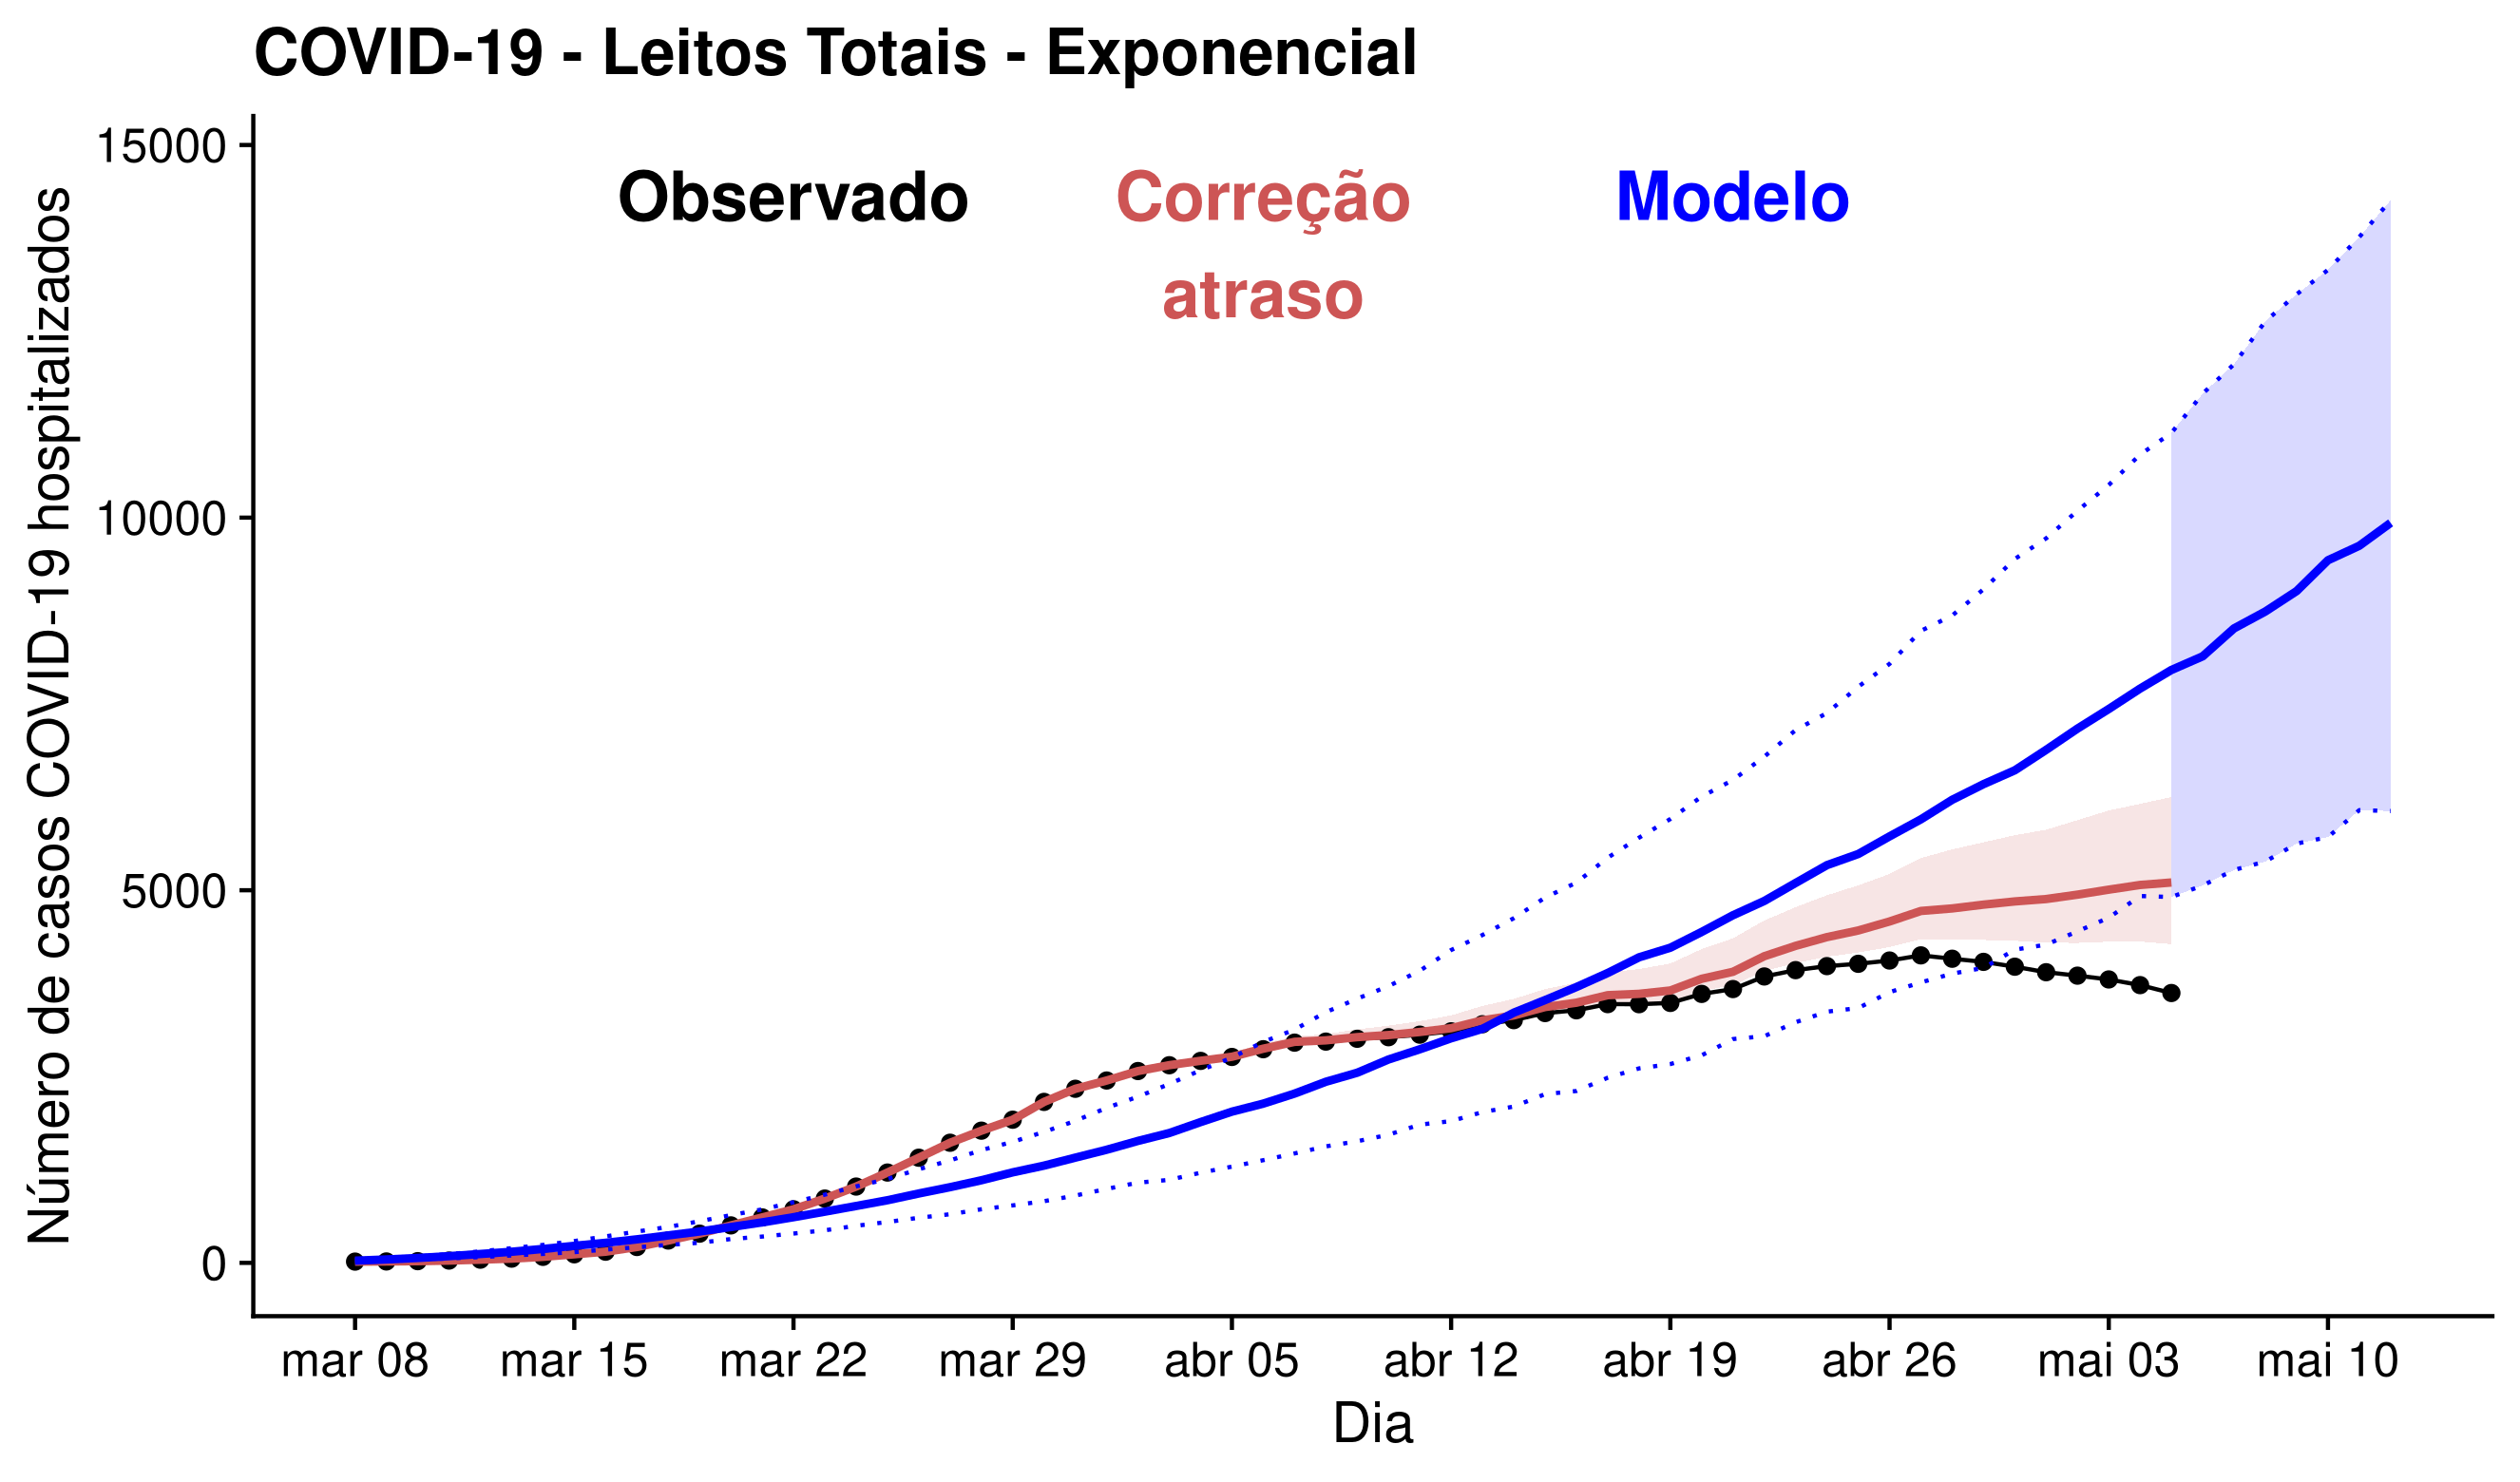 COVID-19 - Leitos Totais - Exponencial
Número de casos COVID-19 hospitalizados
15000
10000
5000
0
Observado
Correção
atraso
Modelo
mar 08
mar 15
mar 22
mar 29
abr 05
abr 12
abr 19
abr 26
mai 03
mai 10
Dia